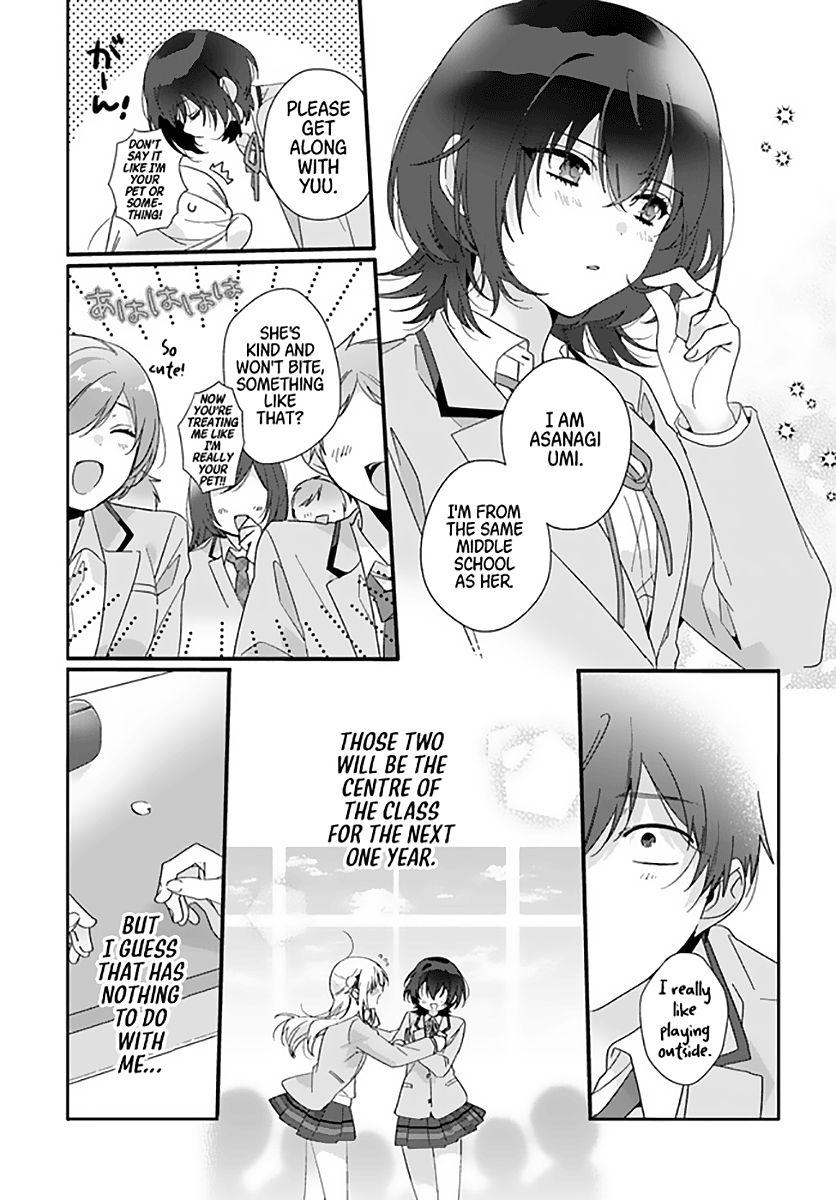 I AM
ASANAGI
UMI.
I'M FROM
THE SAME
MIDDLE
SCHOOL
AS HER.
PLEASE
GET
ALONG
WITH
YUU.
がーん!
DON'T
SAY IT
LIKE I'M
YOUR
PET OR
SOME-
THING!
あはははは
SHE'S
KIND AND
WON'T BITE,
SOMETHING
LIKE
THAT?
So
cute!
NOW
YOU'RE
TREATING
ME LIKE
I'M
REALLY
YOUR
PET!!
I really
like
playing
outside.
THOSE TWO
WILL BE THE
CENTRE OF
THE CLASS
FOR THE NEXT
ONE YEAR.
BUT
I GUESS
THAT HAS
NOTHING
TO DO
WITH
ME...